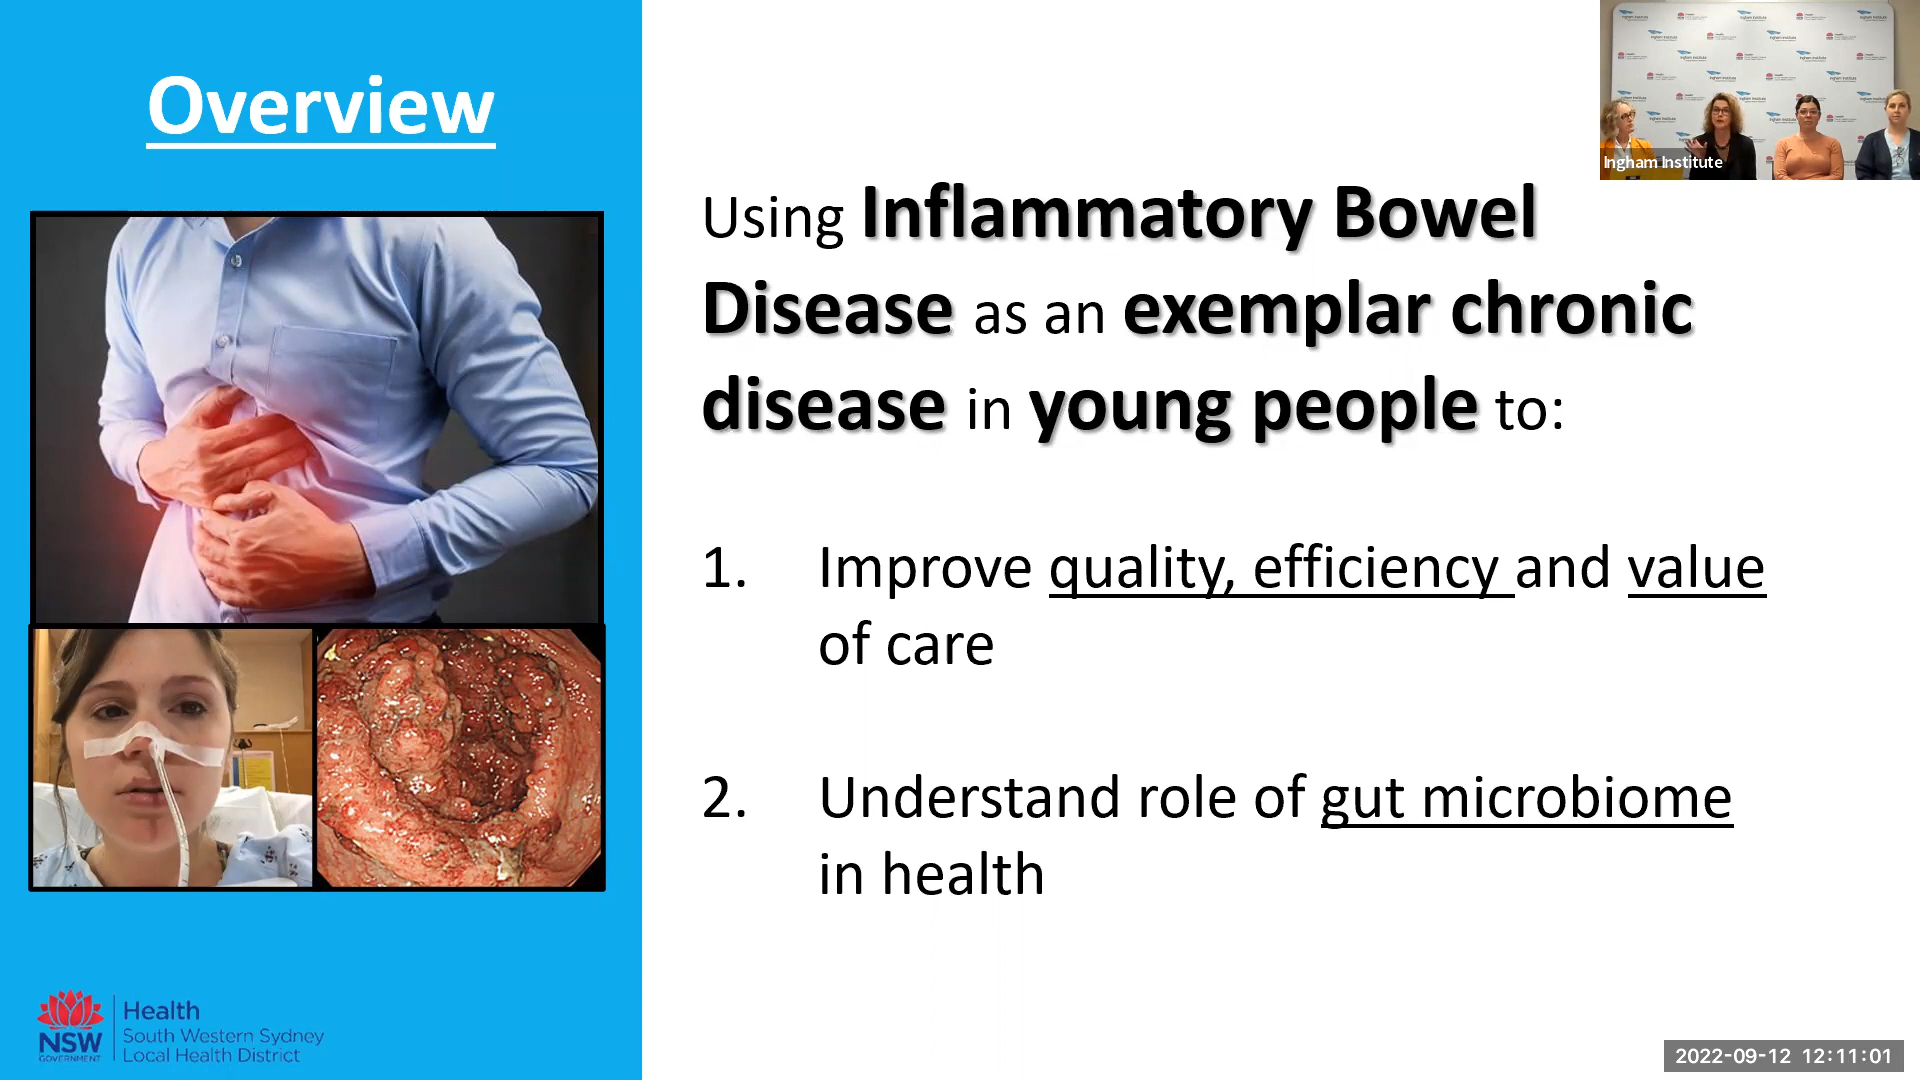 Overview
Using Inflammatory Bowel
Disease as an exemplar chronic
disease in young people to:
1. Improve quality, efficiency and value
of care
2. Understand role of gut microbiome
in health
Ingham Institute
NSW
GOVERNMENT
Health
South Western Sydney
Local Health District
2022-09-12 12:11:01